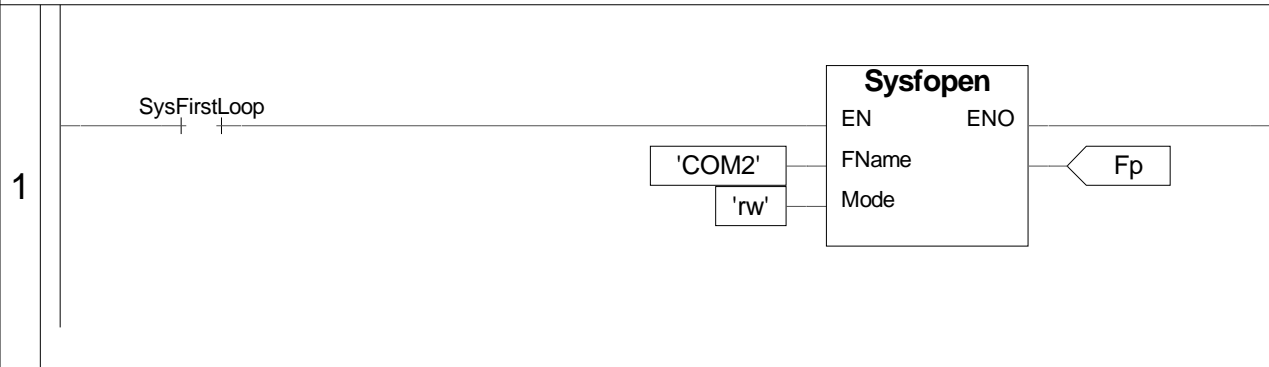 Sysfopen
SysFirstLoop
EN ENO
'COM2' FName Fp
1
'rw' Mode